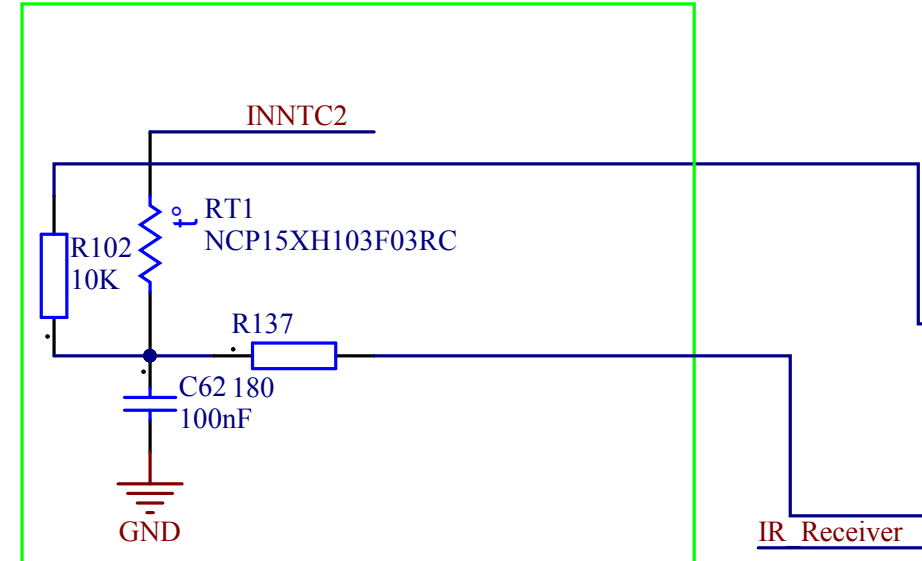 INNTC2
t°
RT1
NCP15XH103F03RC
R102
10K
R137
180
C62
100nF
GND
IR_Receiver